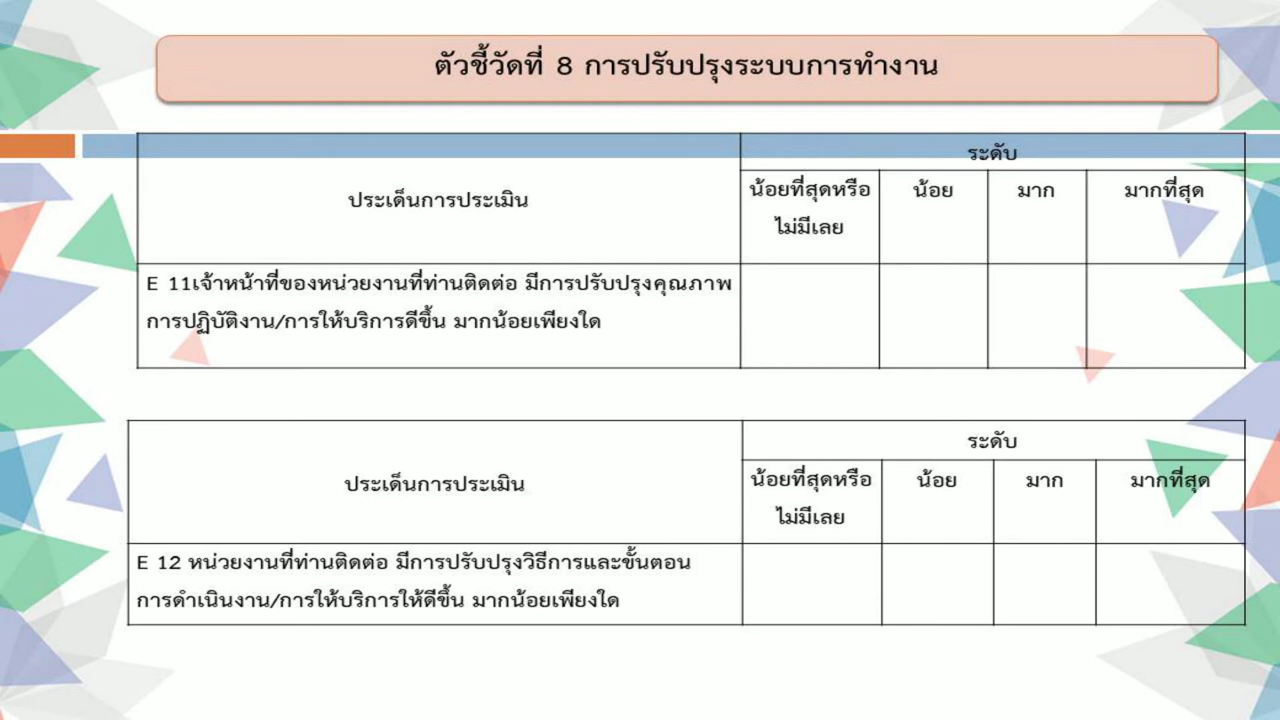 ตัวชี้วัดที่ 8 การปรับปรุงระบบการทำงาน
ประเด็นการประเมิน
ระดับ
น้อยที่สุดหรือ
ไม่มีเลย
น้อย
มาก
มากที่สุด
E 11เจ้าหน้าที่ของหน่วยงานที่ท่านติดต่อ มีการปรับปรุงคุณภาพ
การปฏิบัติงาน/การให้บริการดีขึ้น มากน้อยเพียงใด
ประเด็นการประเมิน
ระดับ
น้อยที่สุดหรือ
ไม่มีเลย
น้อย
มาก
มากที่สุด
E 12 หน่วยงานที่ท่านติดต่อ มีการปรับปรุงวิธีการและขั้นตอน
การดำเนินงาน/การให้บริการให้ดีขึ้น มากน้อยเพียงใด